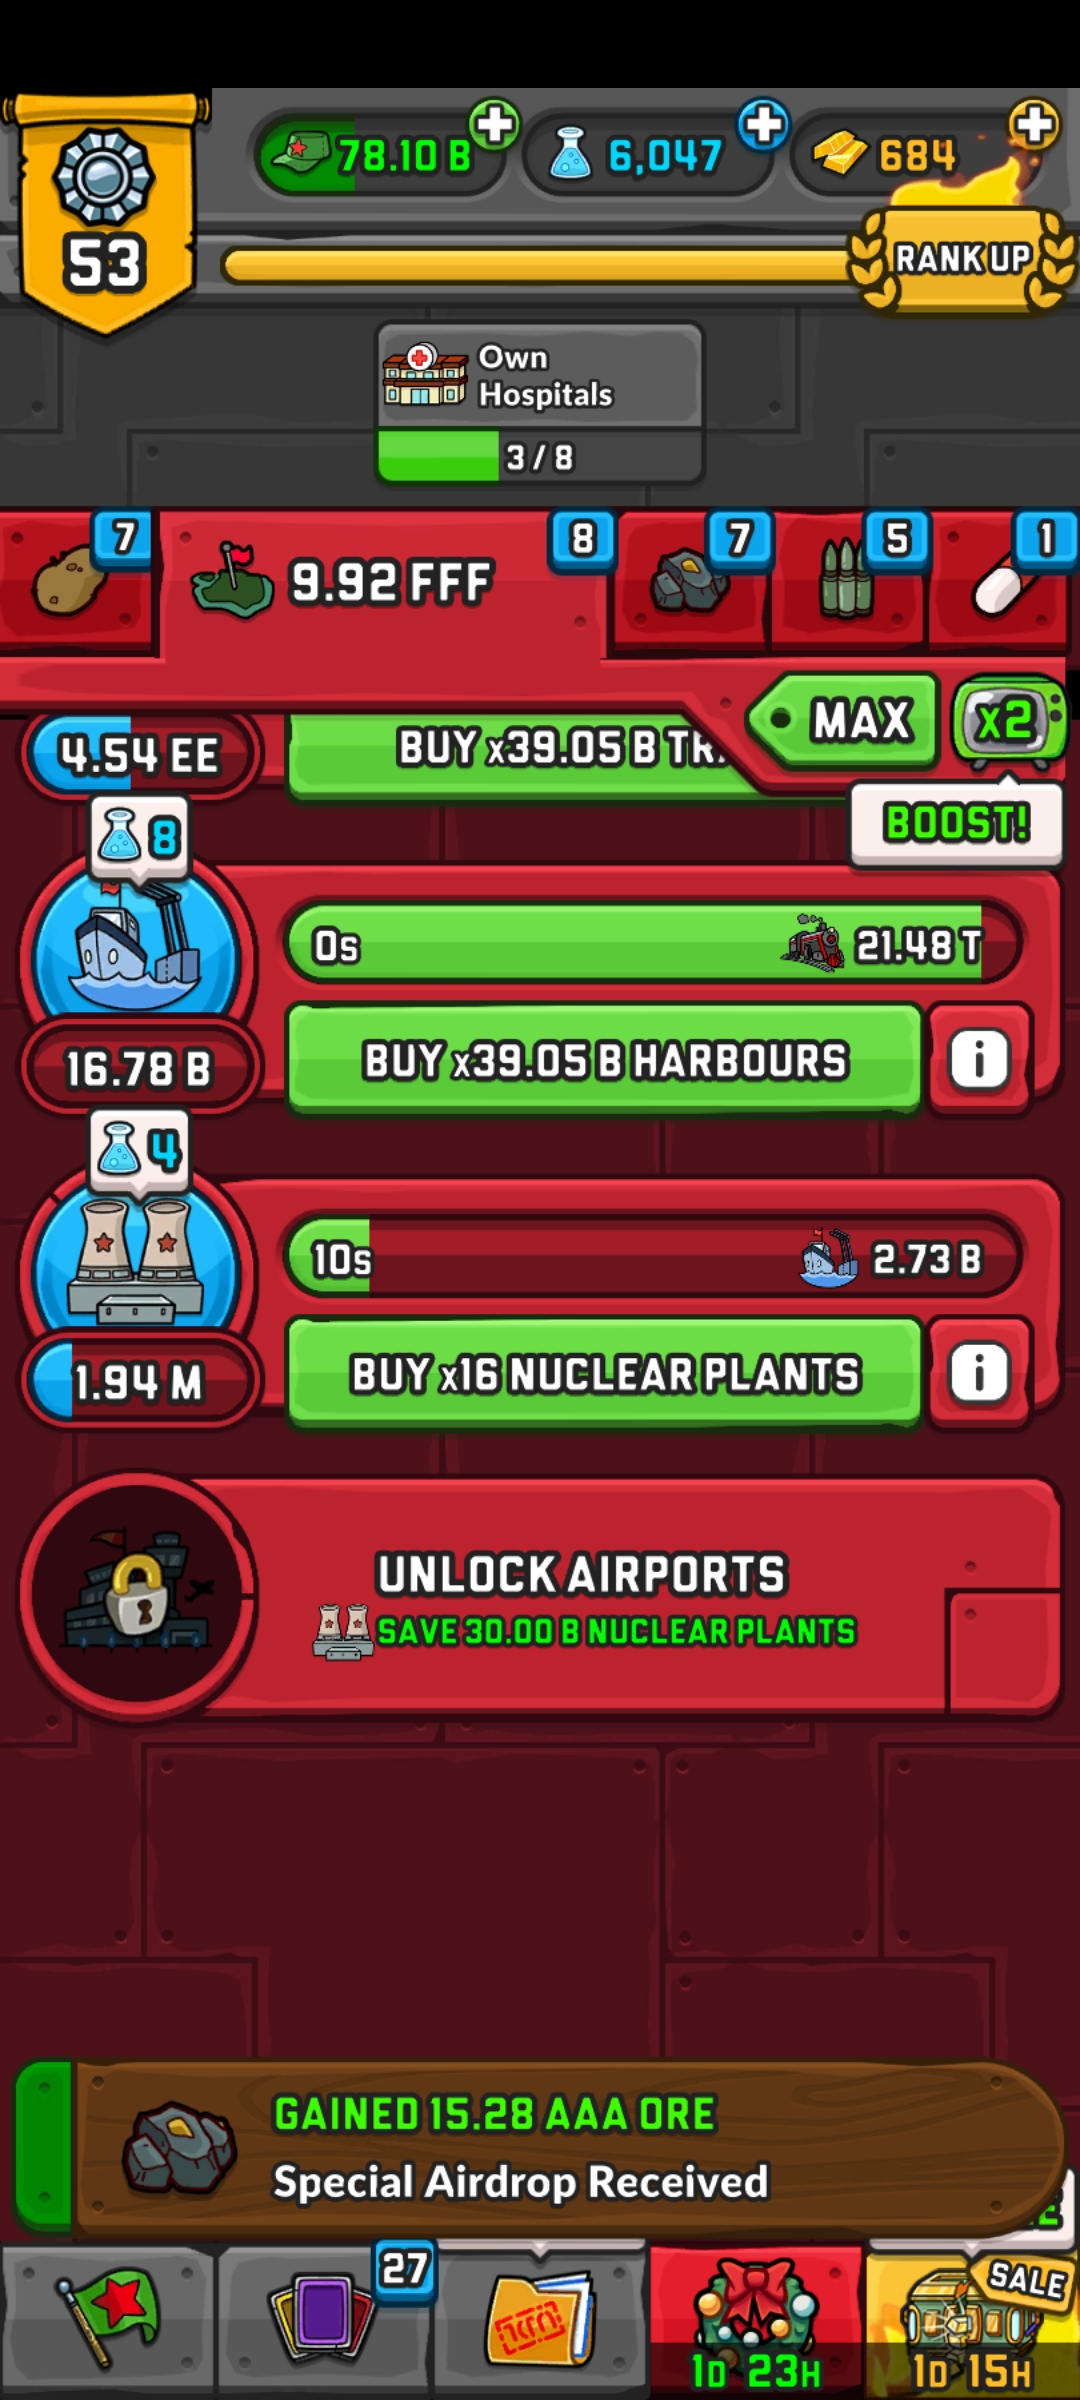 78.10 B
6,047
684
53
RANK UP
Own
Hospitals
3 / 8
7
9.92 FFF
8
7
5
1
MAX
x2
4.54 EE
BUY x39.05 B
BOOST!
8
0s
21.48 T
16.78 B
BUY x39.05 B HARBOURS
i
4
10s
2.73 B
1.94 M
BUY x16 NUCLEAR PLANTS
i
UNLOCK AIRPORTS
SAVE 30.00 B NUCLEAR PLANTS
GAINED 15.28 AAA ORE
Special Airdrop Received
27
SALE
1D 23H
1D 15H